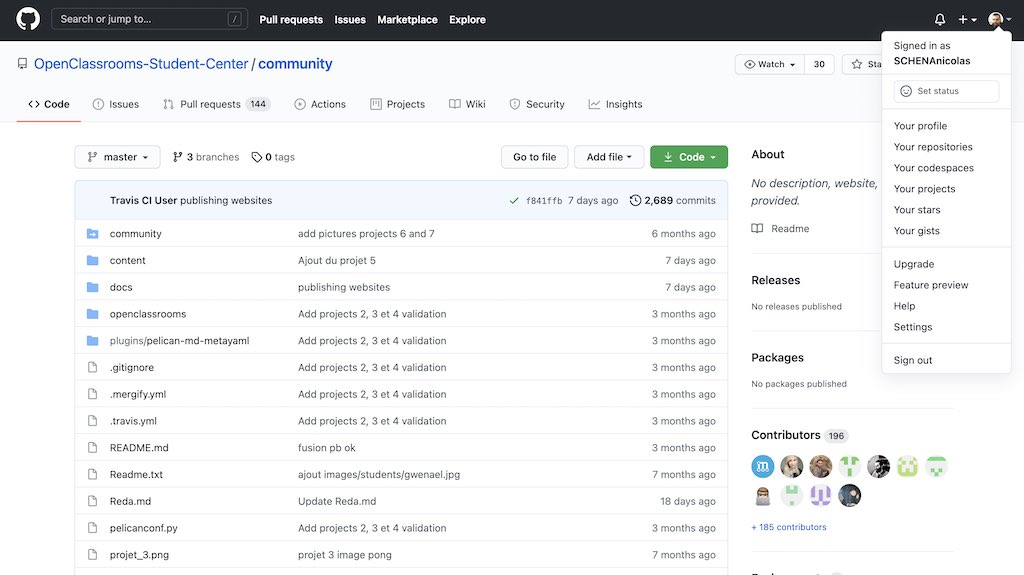 Search or jump to... /
Pull requests Issues Marketplace Explore
Signed in as
SCHENAnicolas
Set status
Your profile
Your repositories
Your codespaces
Your projects
Your stars
Your gists
Upgrade
Feature preview
Help
Settings
Sign out
OpenClassrooms-Student-Center / community
Watch 30 Sta
Code Issues Pull requests 144 Actions Projects Wiki Security Insights
master 3 branches 0 tags Go to file Add file Code
Travis CI User publishing websites f841ffb 7 days ago 2,689 commits
community add pictures projects 6 and 7 6 months ago
content Ajout du projet 5 7 days ago
docs publishing websites 7 days ago
openclassrooms Add projects 2, 3 et 4 validation 3 months ago
plugins/pelican-md-metayaml Add projects 2, 3 et 4 validation 3 months ago
.gitignore Add projects 2, 3 et 4 validation 3 months ago
.mergify.yml Add projects 2, 3 et 4 validation 3 months ago
.travis.yml Add projects 2, 3 et 4 validation 3 months ago
README.md fusion pb ok 3 months ago
Readme.txt ajout images/students/gwenael.jpg 7 months ago
Reda.md Update Reda.md 18 days ago
pelicanconf.py Add projects 2, 3 et 4 validation 3 months ago
projet_3.png projet 3 image pong 7 months ago
About
No description, website,
provided.
Readme
Releases
No releases published
Packages
No packages published
Contributors 196
+ 185 contributors